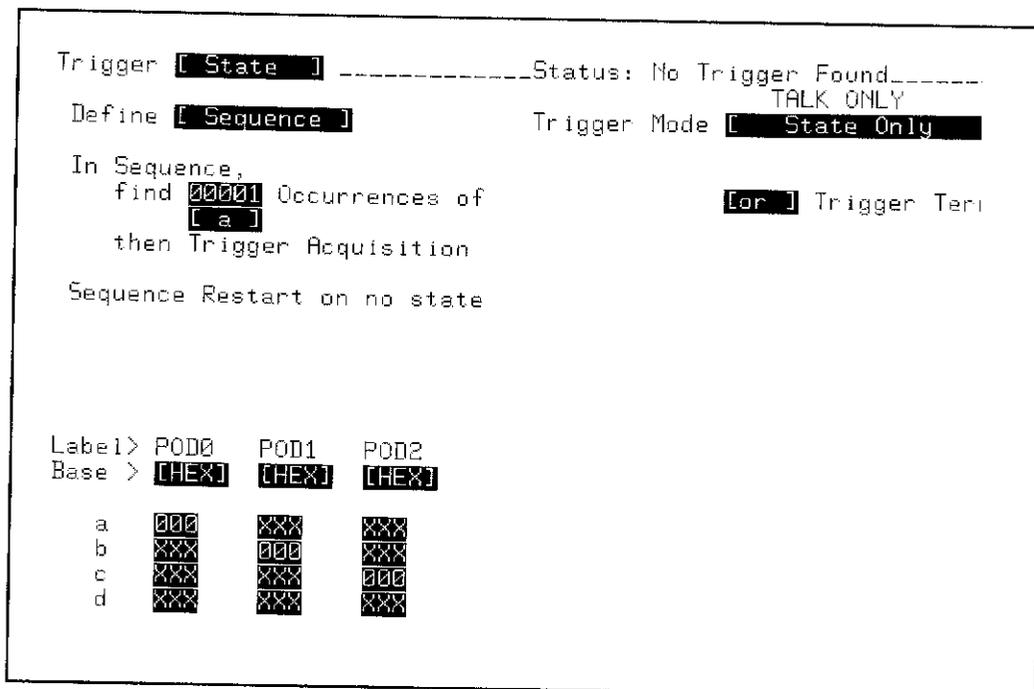 Trigger [ State ] _____________Status: No Trigger Found______
TALK ONLY
Define [ Sequence ] Trigger Mode [ State Only
In Sequence,
find 00001 Occurrences of [or ] Trigger
[ a ]
then Trigger Acquisition
Sequence Restart on no state
Label> POD0 POD1 POD2
Base > [HEX] [HEX] [HEX]
a 000 XXX XXX
b XXX 000 XXX
c XXX XXX 000
d XXX XXX XXX